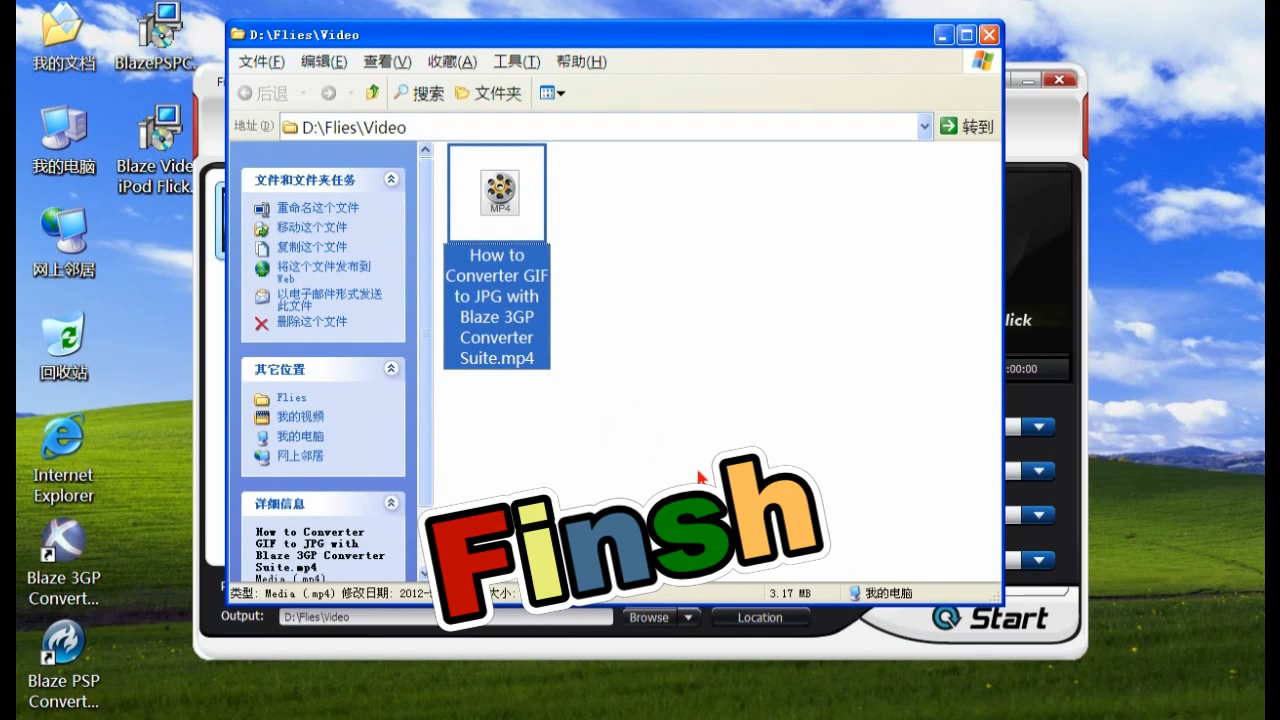 我的文档
BlazePSPC.
我的电脑
Blaze Vide
iPod Flick.
网上邻居
回收站
Internet
Explorer
Blaze 3GP
Convert...
Blaze PSP
Convert...
D:\Flies\Video
文件(F) 编辑(E) 查看(V) 收藏(A) 工具(T) 帮助(H)
后退 搜索 文件夹
地址(D) D:\Flies\Video 转到
文件和文件夹任务
重命名这个文件
移动这个文件
复制这个文件
将这个文件发布到
Web
以电子邮件形式发送
此文件
删除这个文件
其它位置
Flies
我的视频
我的电脑
网上邻居
详细信息
How to Converter
GIF to JPG with
Blaze 3GP Converter
Suite.mp4
Media (.mp4)
MP4
How to
Converter GIF
to JPG with
Blaze 3GP
Converter
Suite.mp4
Finsh
类型: Media (.mp4) 修改日期: 2012- 大小: 3.17 MB 我的电脑
lick
:00:00
Output: D:\Flies\Video Browse Location Start